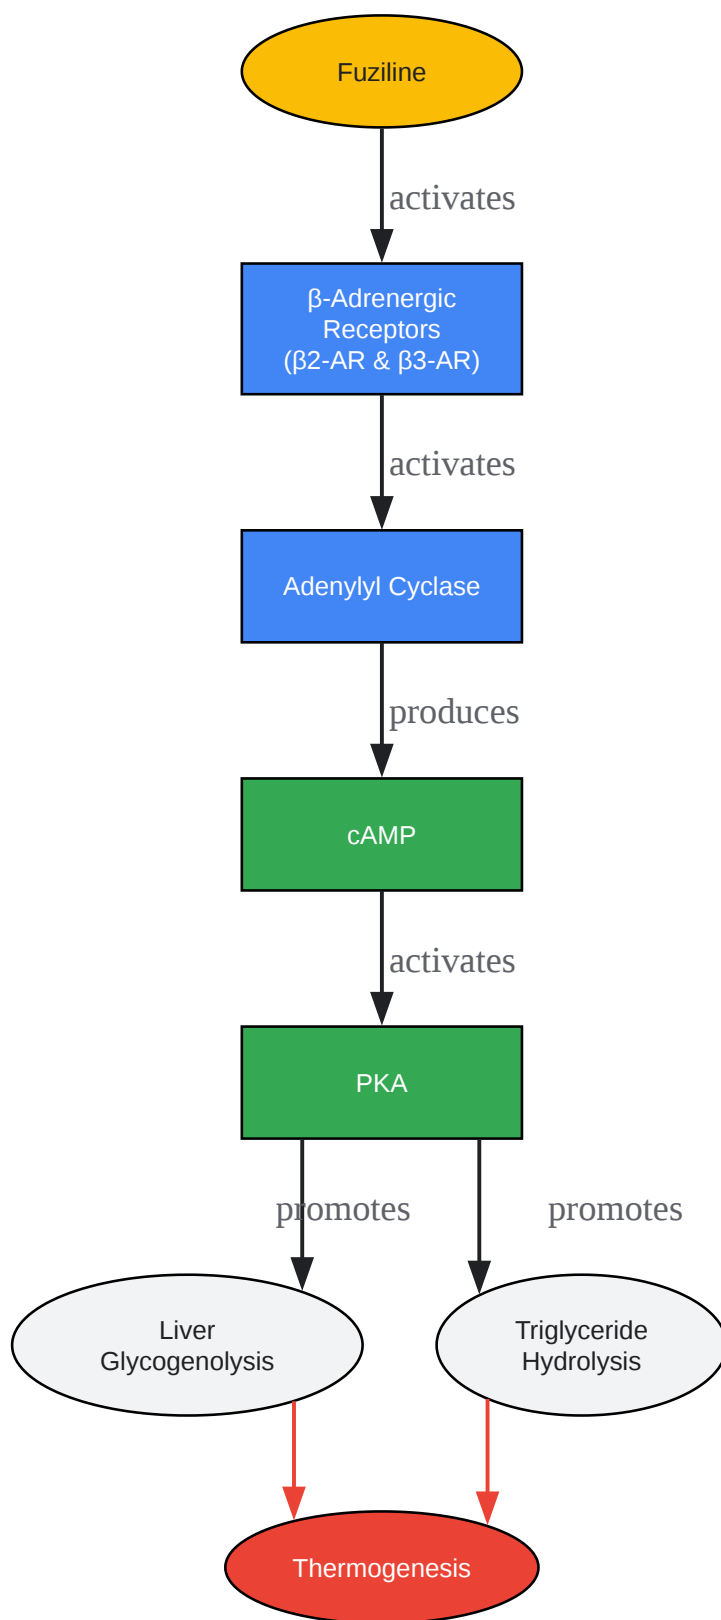 Fuziline
activates
β-Adrenergic
Receptors
(β2-AR & β3-AR)
activates
Adenylyl Cyclase
produces
cAMP
activates
PKA
promotes
promotes
Liver
Glycogenolysis
Triglyceride
Hydrolysis
Thermogenesis